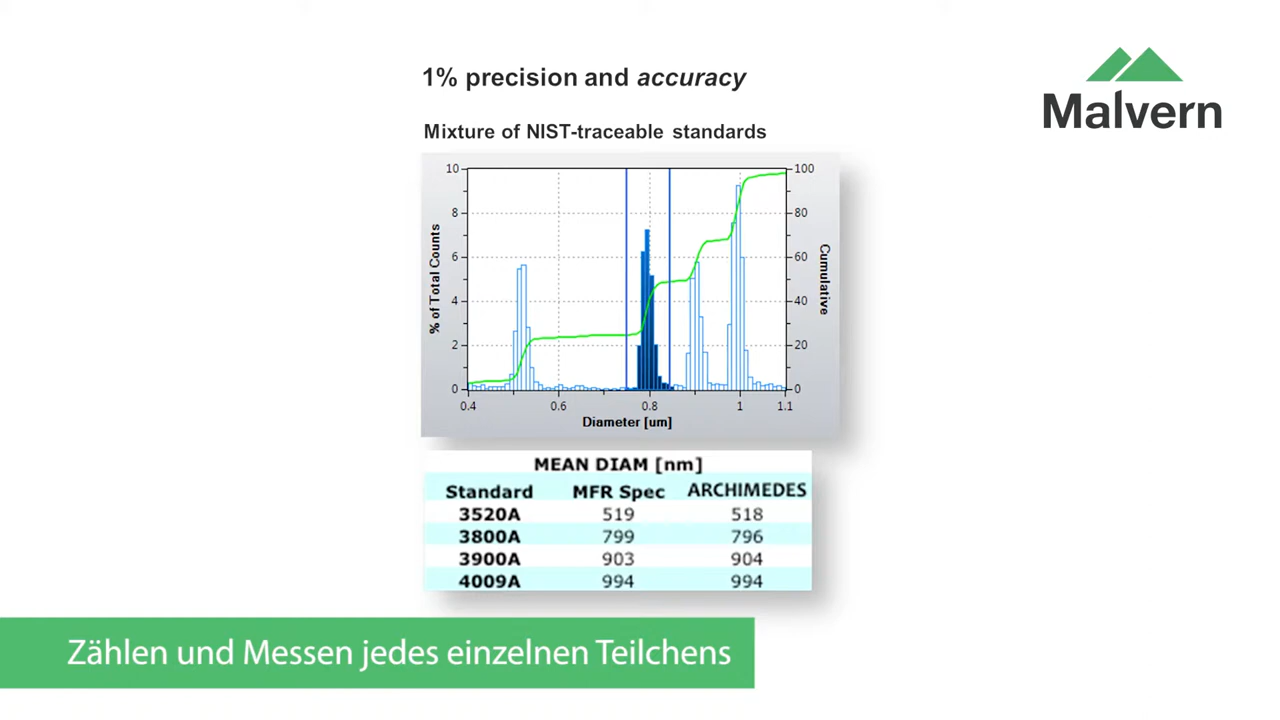 1% precision and accuracy
Malvern
Mixture of NIST-traceable standards
10
8
6
4
2
0
% of Total Counts
100
80
60
40
20
0
Cumulative
0.4 0.6 0.8 1 1.1
Diameter [um]
MEAN DIAM [nm]
Standard MFR Spec ARCHIMEDES
3520A 519 518
3800A 799 796
3900A 903 904
4009A 994 994
Zählen und Messen jedes einzelnen Teilchens